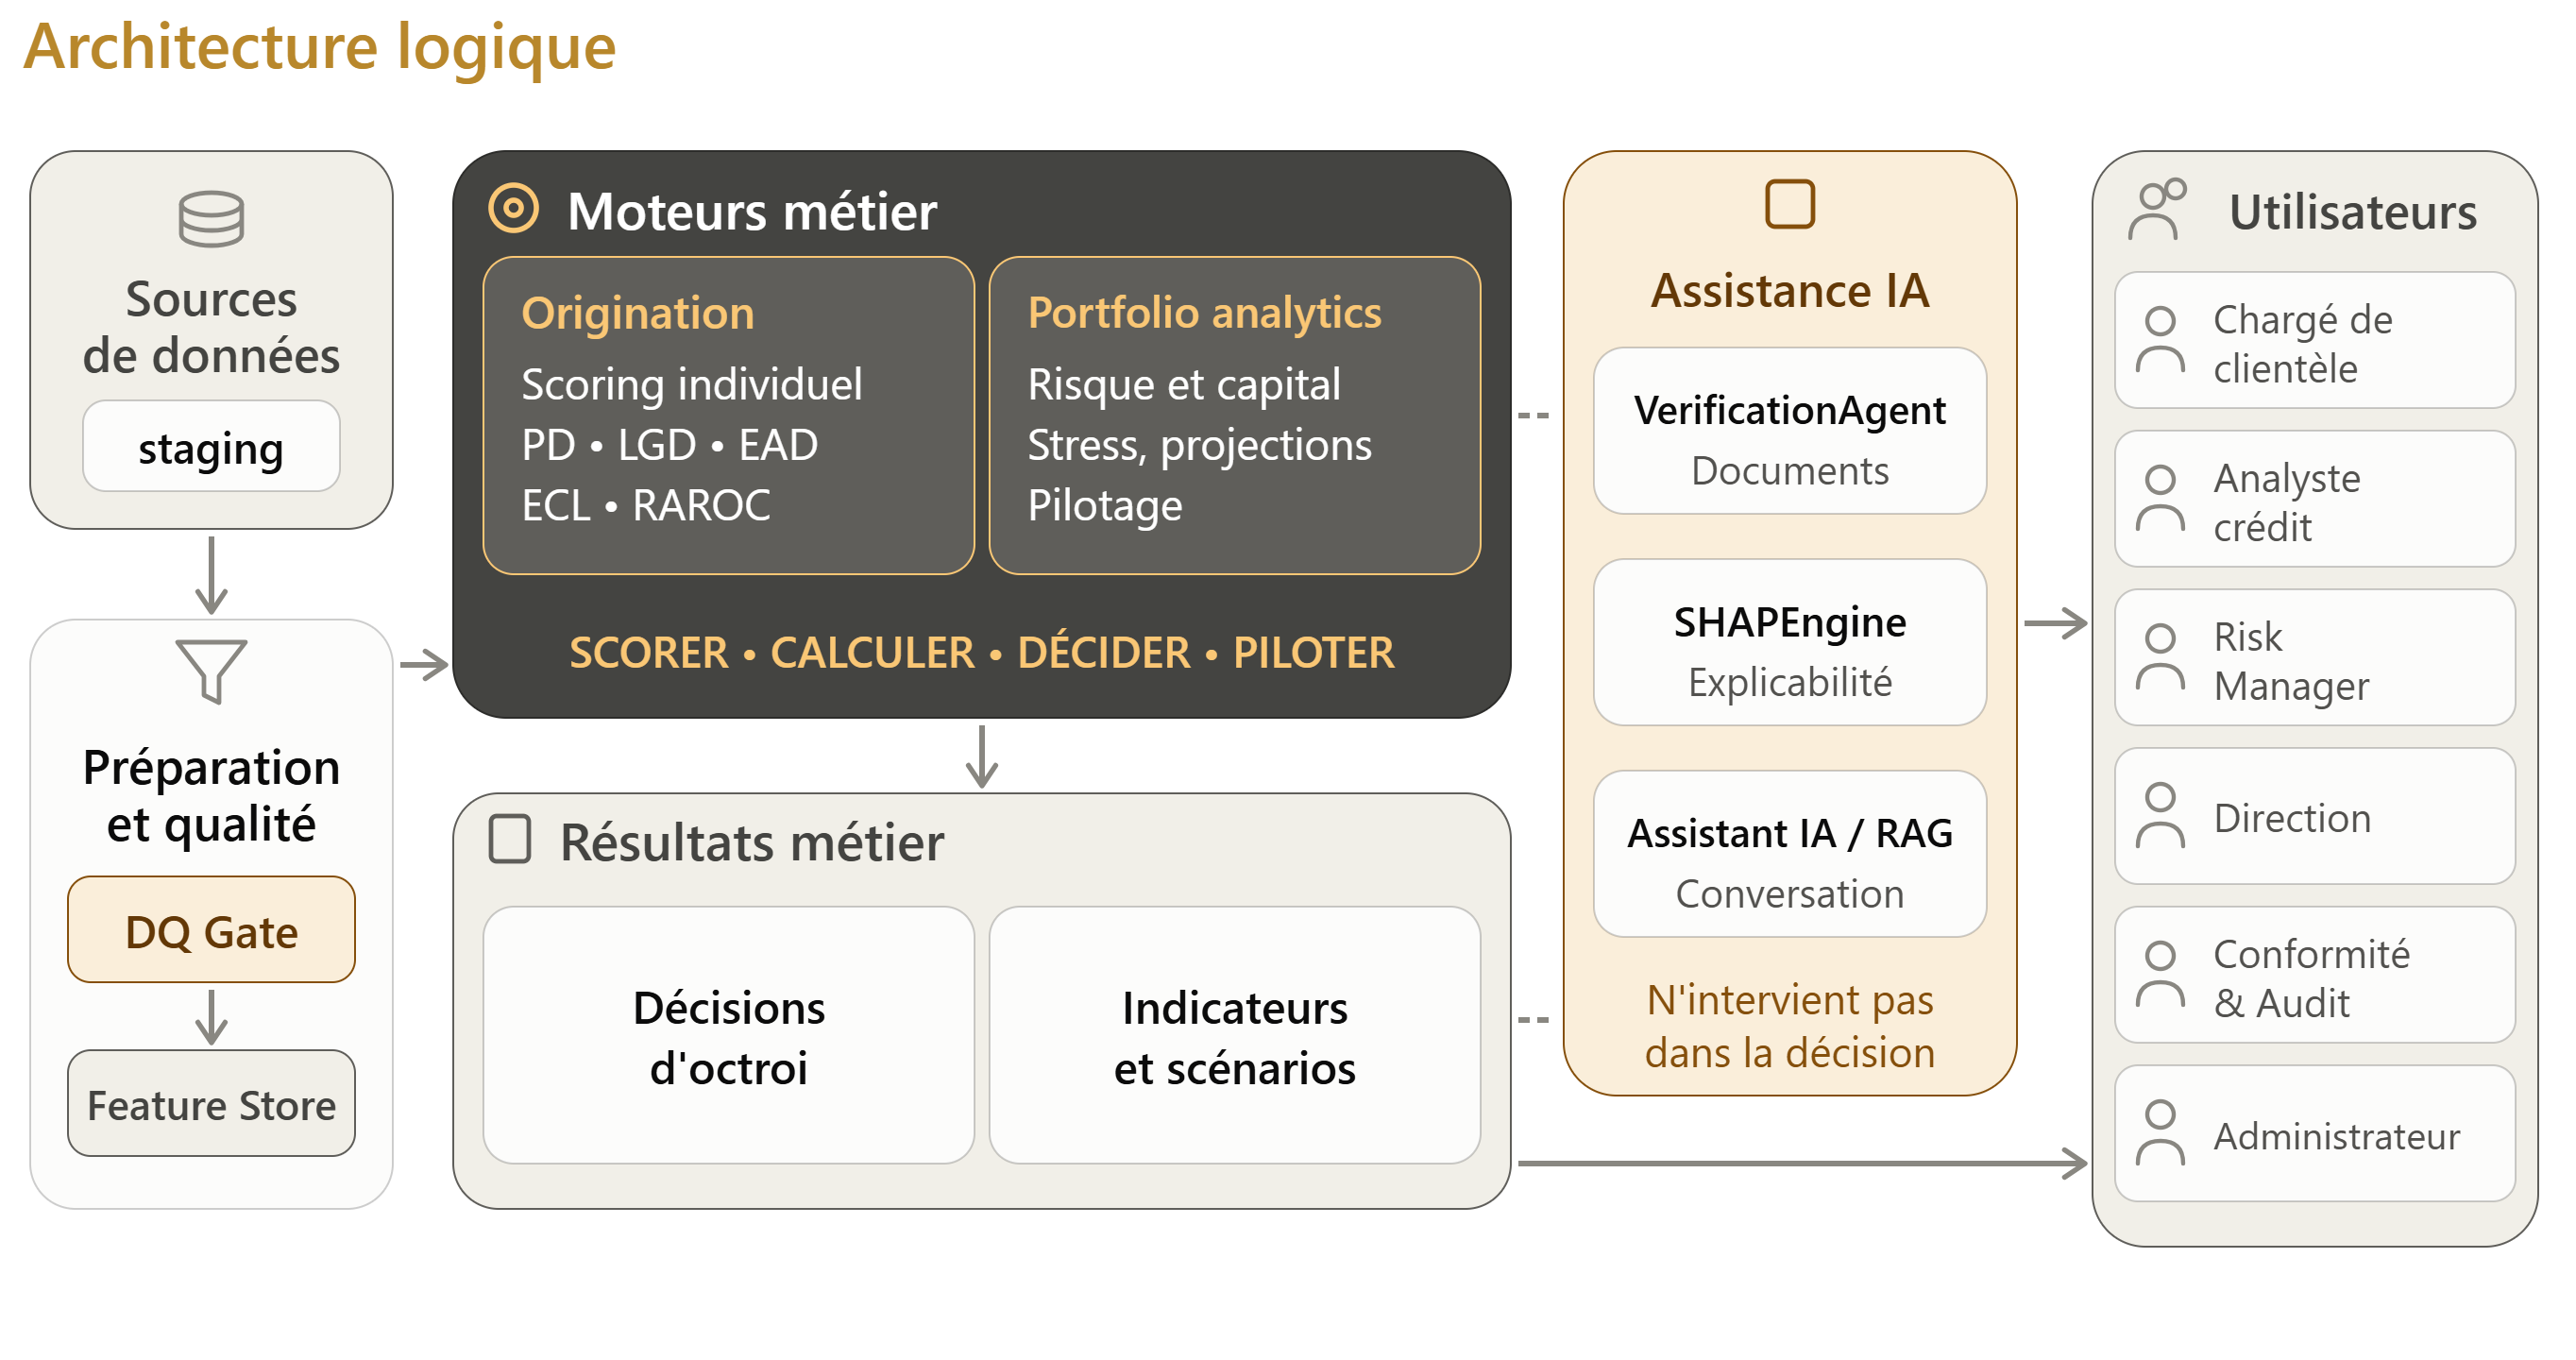 Architecture logique
Sources
de données
staging
Préparation
et qualité
DQ Gate
Feature Store
Moteurs métier
Origination
Scoring individuel
PD • LGD • EAD
ECL • RAROC
Portfolio analytics
Risque et capital
Stress, projections
Pilotage
SCORER • CALCULER • DÉCIDER • PILOTER
Résultats métier
Décisions
d'octroi
Indicateurs
et scénarios
Assistance IA
VerificationAgent
Documents
SHAPEngine
Explicabilité
Assistant IA / RAG
Conversation
N'intervient pas
dans la décision
Utilisateurs
Chargé de
clientèle
Analyste
crédit
Risk
Manager
Direction
Conformité
& Audit
Administrateur